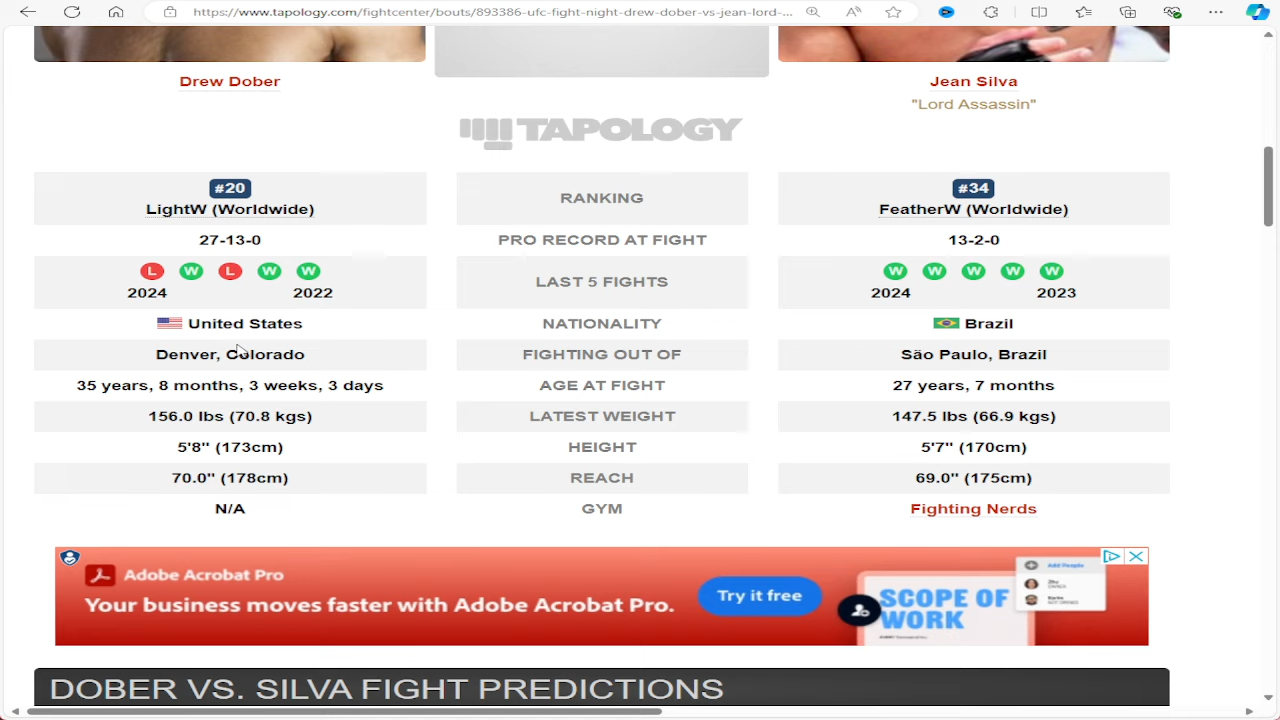 https://www.tapology.com/fightcenter/bouts/893386-ufc-fight-night-drew-dober-vs-jean-lord-...
Drew Dober
Jean Silva
"Lord Assassin"
TAPOLOGY
#20
LightW (Worldwide)
RANKING
#34
FeatherW (Worldwide)
27-13-0
PRO RECORD AT FIGHT
13-2-0
L W L W W
2024 2022
LAST 5 FIGHTS
W W W W W
2024 2023
United States
NATIONALITY
Brazil
Denver, Colorado
FIGHTING OUT OF
São Paulo, Brazil
35 years, 8 months, 3 weeks, 3 days
AGE AT FIGHT
27 years, 7 months
156.0 lbs (70.8 kgs)
LATEST WEIGHT
147.5 lbs (66.9 kgs)
5'8" (173cm)
HEIGHT
5'7" (170cm)
70.0" (178cm)
REACH
69.0" (175cm)
N/A
GYM
Fighting Nerds
Adobe Acrobat Pro
Your business moves faster with Adobe Acrobat Pro.
Try it free
SCOPE OF
WORK
Add People
DOBER VS. SILVA FIGHT PREDICTIONS